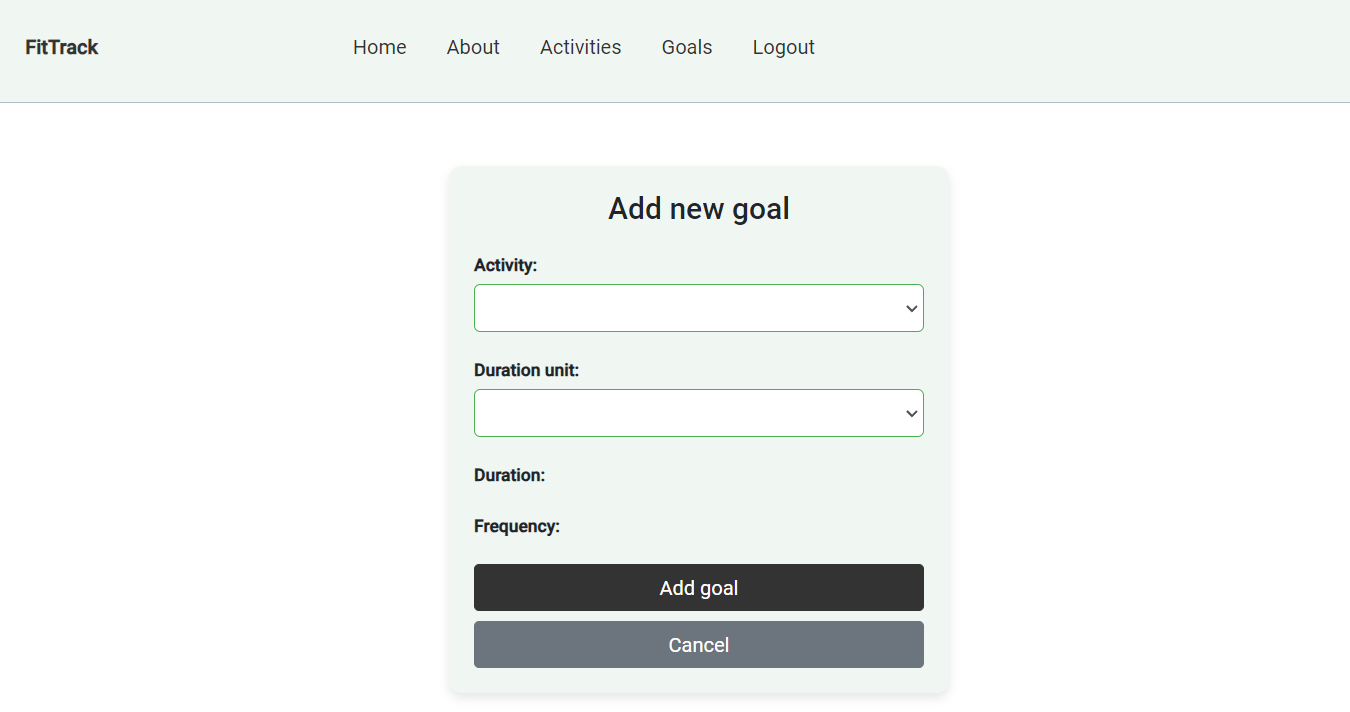 FitTrack Home About Activities Goals Logout
Add new goal
Activity:
Duration unit:
Duration:
Frequency:
Add goal
Cancel